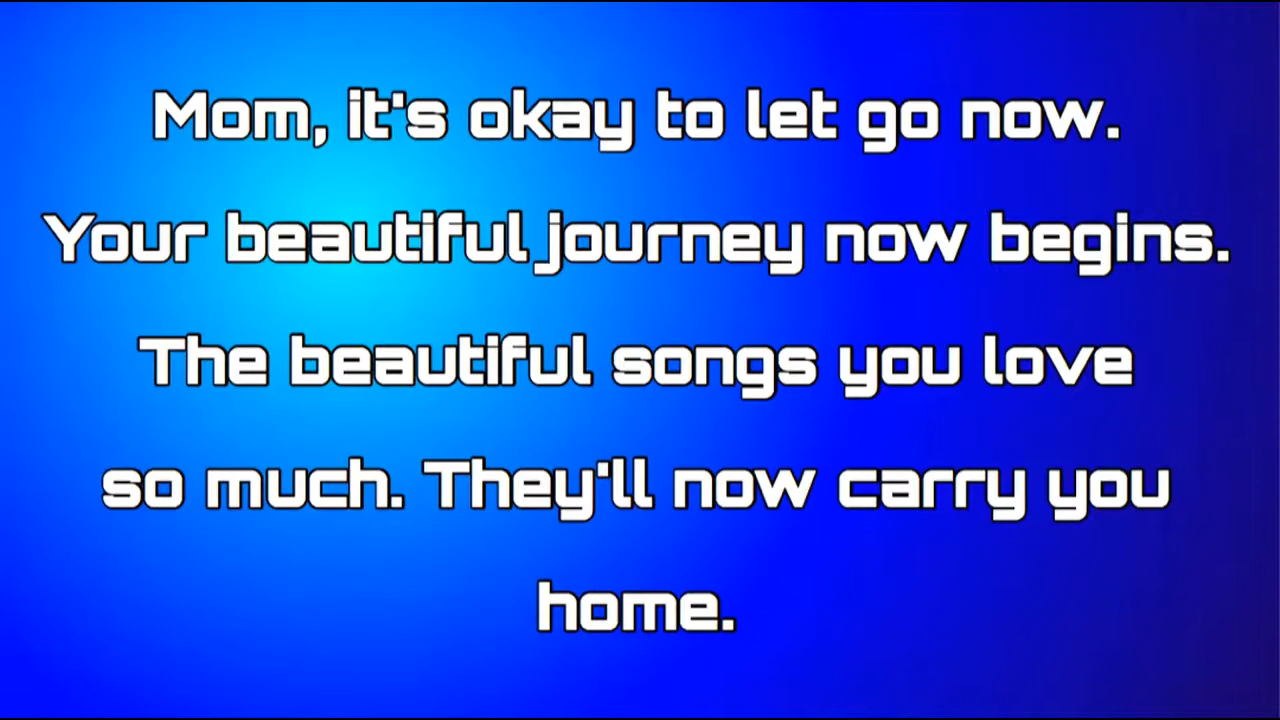 Mom, it's okay to let go now.
Your beautiful journey now begins.
The beautiful songs you love
so much. They'll now carry you
home.